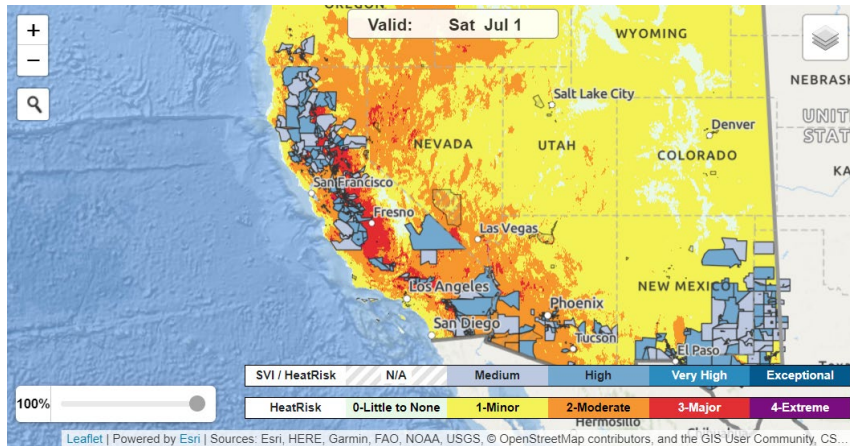 OREGON
Valid: Sat Jul 1
WYOMING
+
−
NEBRASK
Salt Lake City
UNIT
STAT
Denver
NEVADA
UTAH
COLORADO
KA
San Francisco
Fresno
Las Vegas
Los Angeles
NEW MEXICO
Phoenix
San Diego
Tucson
El Paso
Texa
SVI / HeatRisk N/A Medium High Very High Exceptional
100%
HeatRisk 0-Little to None 1-Minor 2-Moderate 3-Major 4-Extreme
Hermosillo
Chihu
Leaflet | Powered by Esri | Sources: Esri, HERE, Garmin, FAO, NOAA, USGS, © OpenStreetMap contributors, and the GIS User Community, CS...